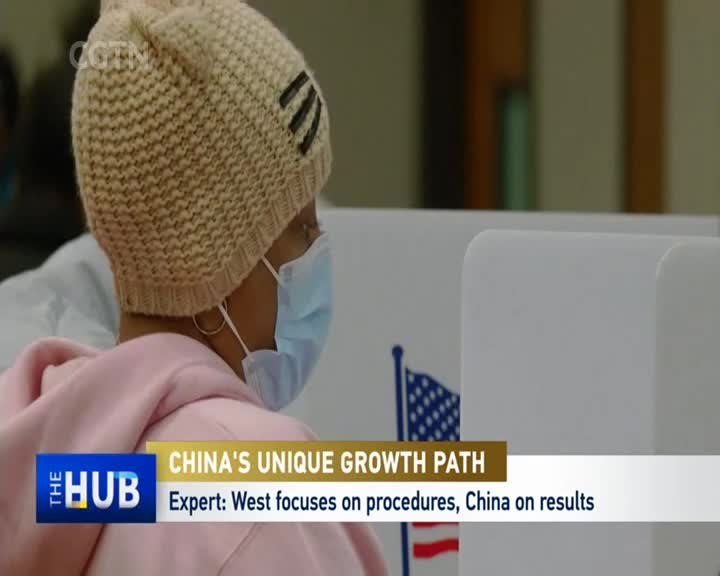 CGTN
THE HUB
CHINA'S UNIQUE GROWTH PATH
Expert: West focuses on procedures, China on results